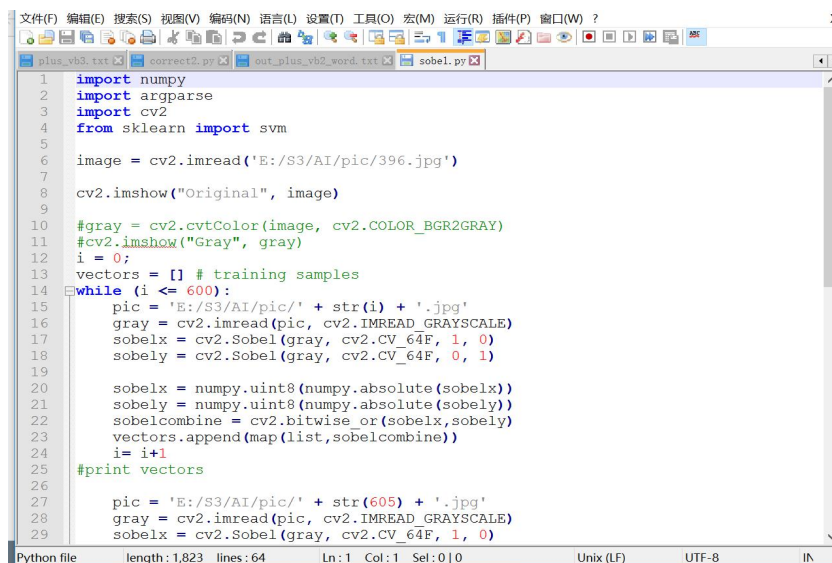 文件(F) 编辑(E) 搜索(S) 视图(V) 编码(N) 语言(L) 设置(T) 工具(O) 宏(M) 运行(R) 插件(P) 窗口(W) ?
plus_vb3.txt correct2.py out_plus_vb2_word.txt sobel.py
1 import numpy
2 import argparse
3 import cv2
4 from sklearn import svm
5
6 image = cv2.imread('E:/S3/AI/pic/396.jpg')
7
8 cv2.imshow("Original", image)
9
10 #gray = cv2.cvtColor(image, cv2.COLOR_BGR2GRAY)
11 #cv2.imshow("Gray", gray)
12 i = 0;
13 vectors = [] # training samples
14 while (i <= 600):
15 pic = 'E:/S3/AI/pic/' + str(i) + '.jpg'
16 gray = cv2.imread(pic, cv2.IMREAD_GRAYSCALE)
17 sobelx = cv2.Sobel(gray, cv2.CV_64F, 1, 0)
18 sobely = cv2.Sobel(gray, cv2.CV_64F, 0, 1)
19
20 sobelx = numpy.uint8(numpy.absolute(sobelx))
21 sobely = numpy.uint8(numpy.absolute(sobely))
22 sobelcombine = cv2.bitwise_or(sobelx,sobely)
23 vectors.append(map(list,sobelcombine))
24 i= i+1
25 #print vectors
26
27 pic = 'E:/S3/AI/pic/' + str(605) + '.jpg'
28 gray = cv2.imread(pic, cv2.IMREAD_GRAYSCALE)
29 sobelx = cv2.Sobel(gray, cv2.CV_64F, 1, 0)
Python file length : 1,823 lines : 64 Ln : 1 Col : 1 Sel : 0 | 0 Unix (LF) UTF-8 IN